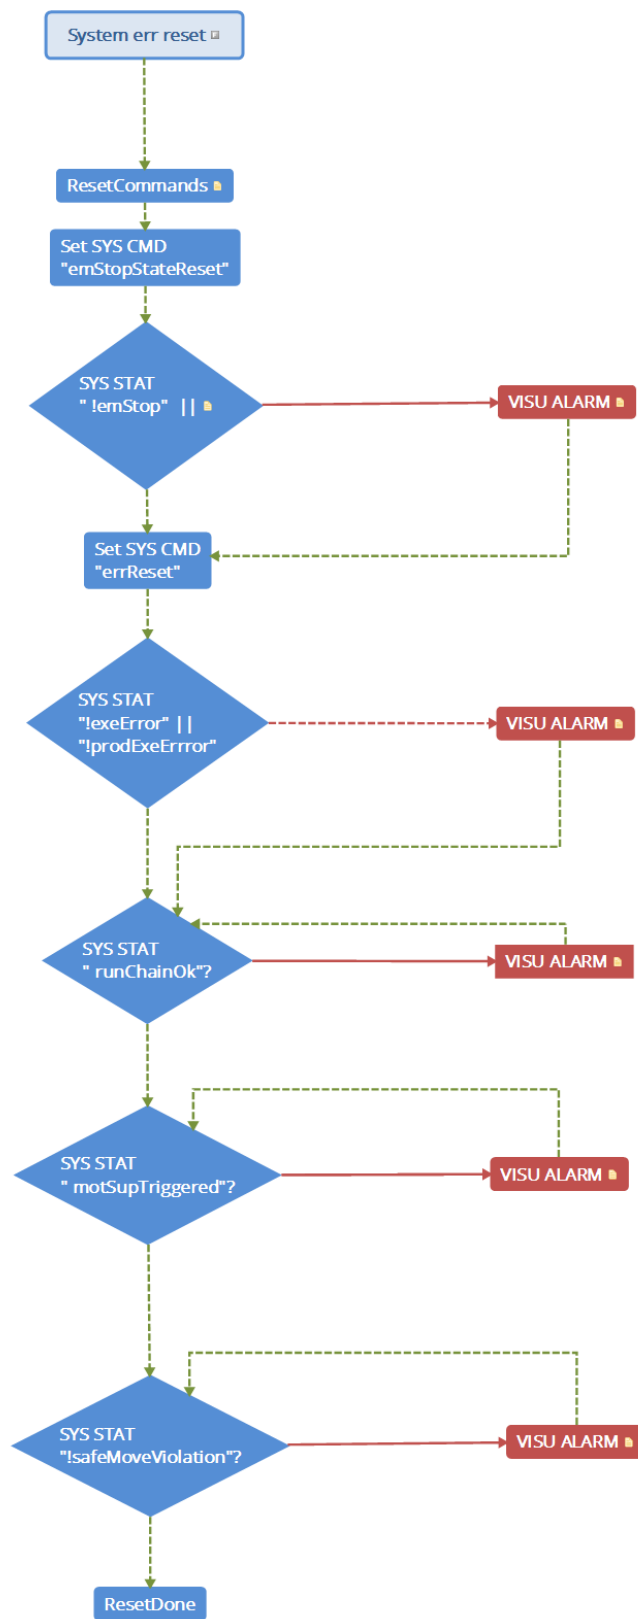 System err reset
ResetCommands
Set SYS CMD
"emStopStateReset"
SYS STAT
" !emStop" ||
VISU ALARM
Set SYS CMD
"errReset"
SYS STAT
"!exeError" ||
"!prodExeErrror"
VISU ALARM
SYS STAT
" runChainOk"?
VISU ALARM
SYS STAT
" motSupTriggered"?
VISU ALARM
SYS STAT
"!safeMoveViolation"?
VISU ALARM
ResetDone